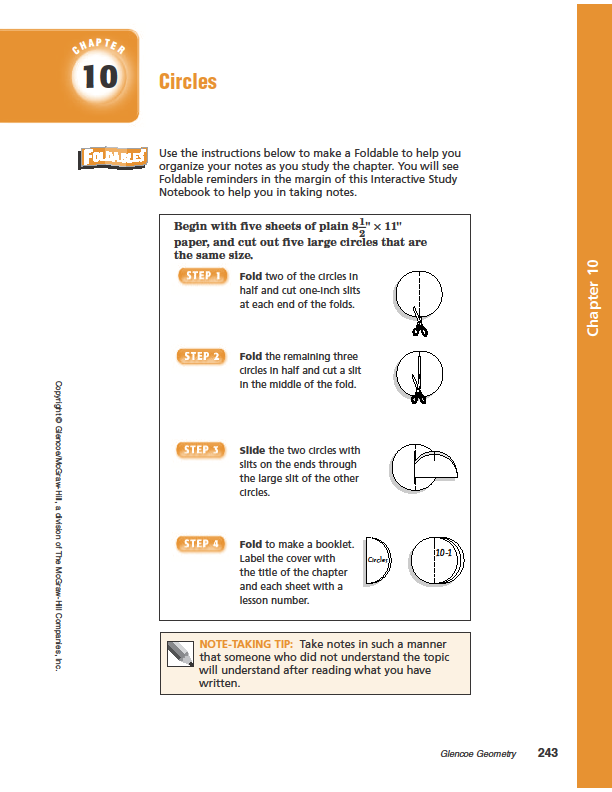 CHAPTER
10
Circles
FOLDABLES
Use the instructions below to make a Foldable to help you
organize your notes as you study the chapter. You will see
Foldable reminders in the margin of this Interactive Study
Notebook to help you in taking notes.
Begin with five sheets of plain 8 1/2" × 11"
paper, and cut out five large circles that are
the same size.
STEP 1
Fold two of the circles in
half and cut one-inch slits
at each end of the folds.
STEP 2
Fold the remaining three
circles in half and cut a slit
in the middle of the fold.
STEP 3
Slide the two circles with
slits on the ends through
the large slit of the other
circles.
STEP 4
Fold to make a booklet.
Label the cover with
the title of the chapter
and each sheet with a
lesson number.
Circles
10-1
NOTE-TAKING TIP: Take notes in such a manner
that someone who did not understand the topic
will understand after reading what you have
written.
Chapter 10
Copyright © Glencoe/McGraw-Hill, a division of The McGraw-Hill Companies, Inc.
Glencoe Geometry 243